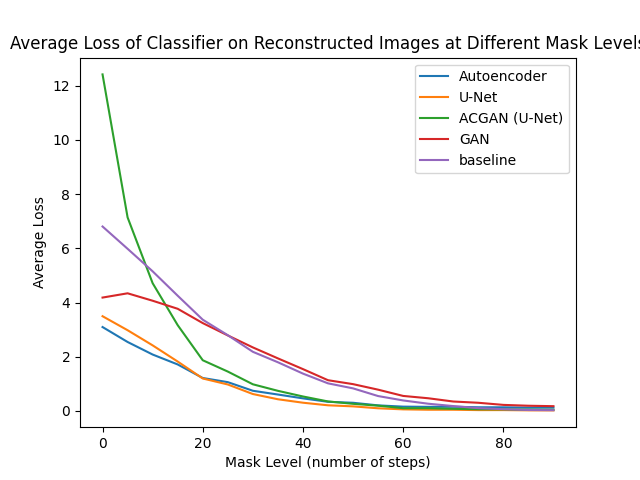 Average Loss of Classifier on Reconstructed Images at Different Mask Levels
12
10
8
6
4
2
0
Average Loss
Autoencoder
U-Net
ACGAN (U-Net)
GAN
baseline
0 20 40 60 80
Mask Level (number of steps)